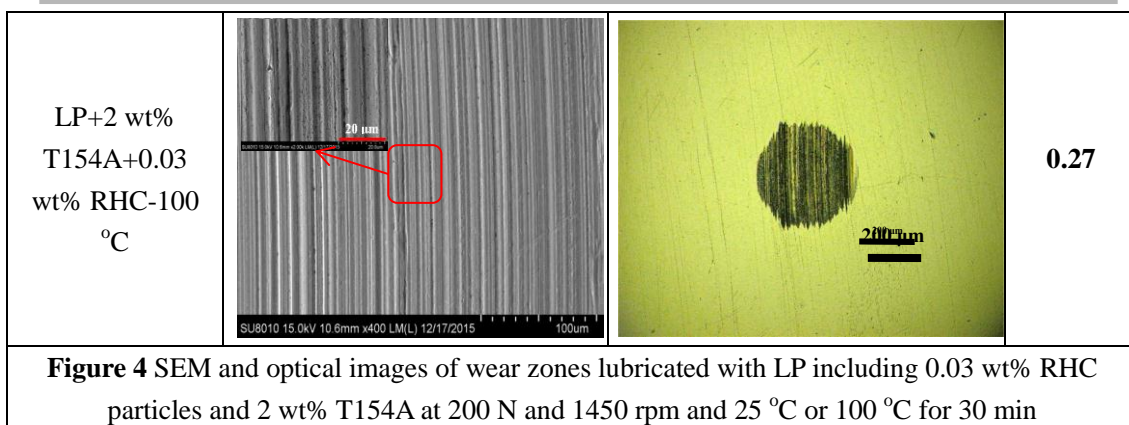 LP+2 wt%
T154A+0.03
wt% RHC-100
°C
20 μm
SU8010 15.0kV 10.6mm x400 LM(L) 12/17/2015 100um
200 μm
0.27
Figure 4 SEM and optical images of wear zones lubricated with LP including 0.03 wt% RHC
particles and 2 wt% T154A at 200 N and 1450 rpm and 25 °C or 100 °C for 30 min